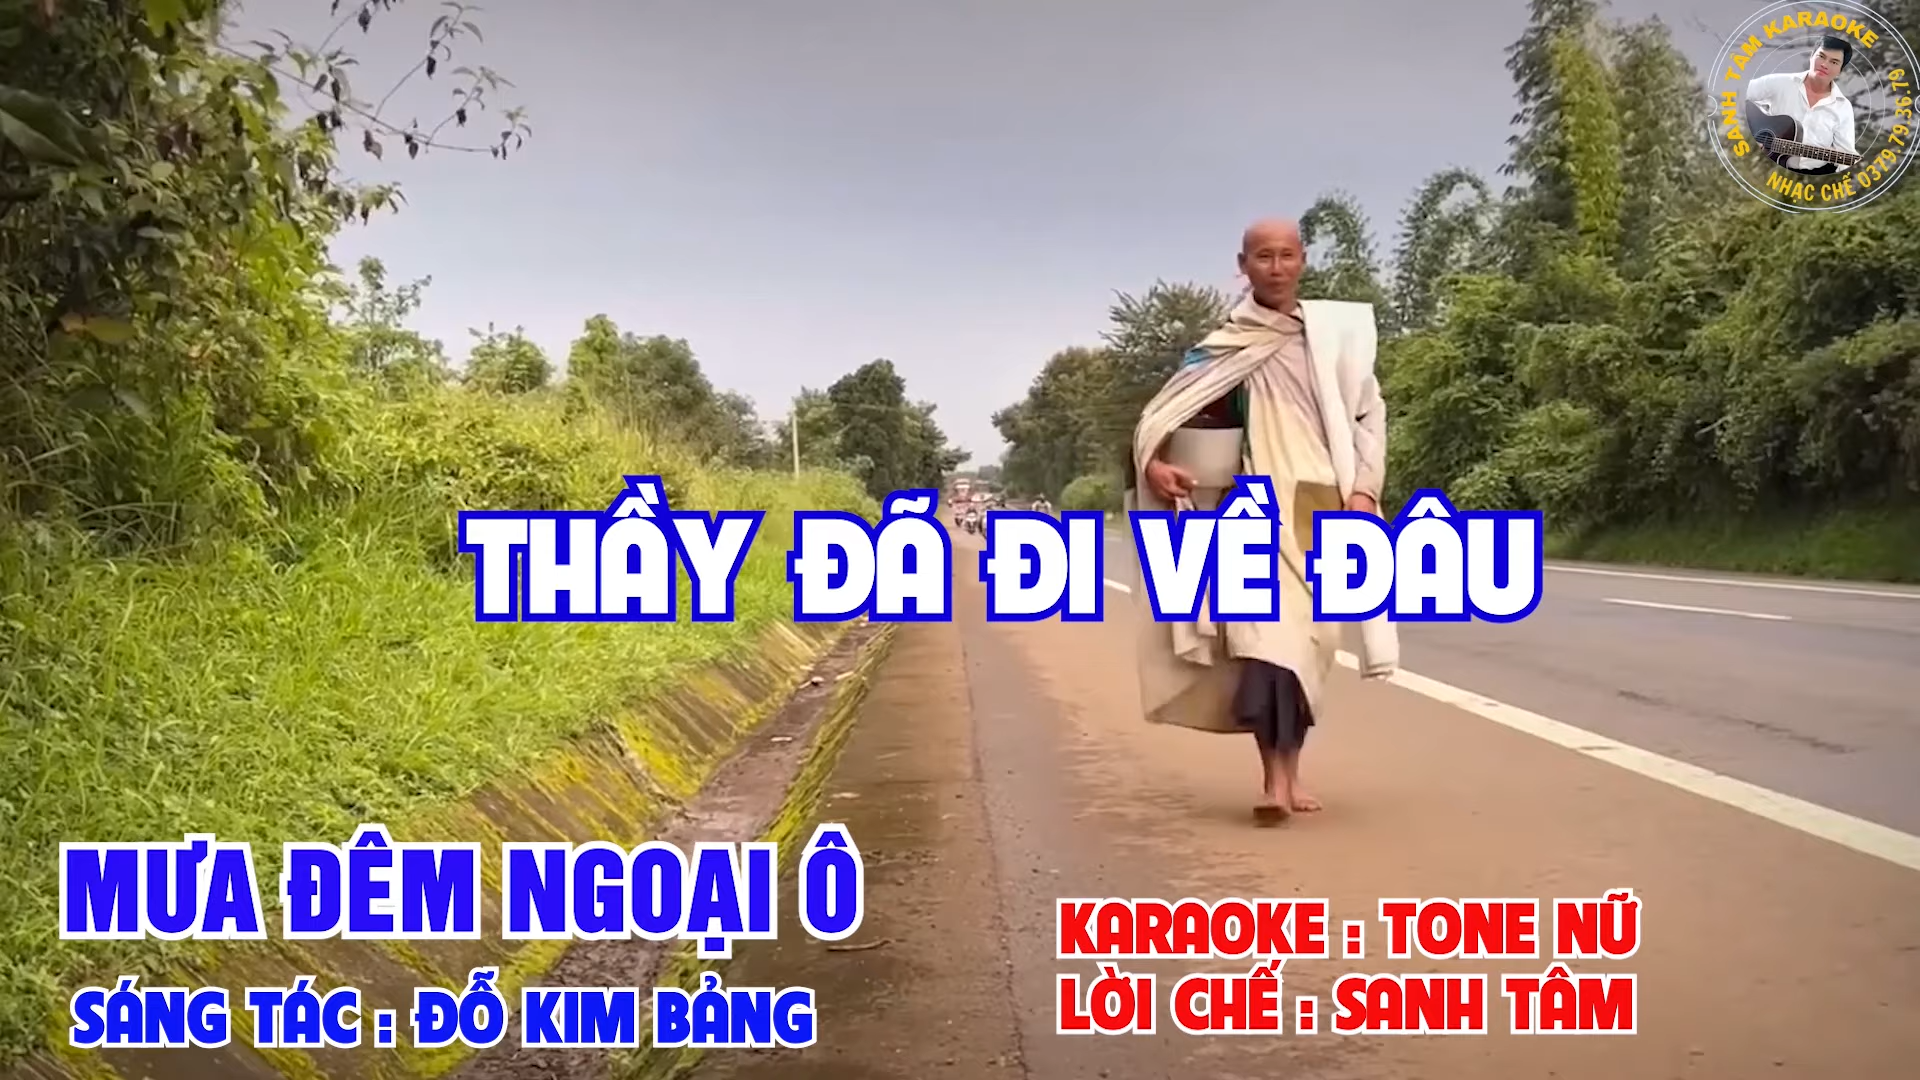 SANH TÂM KARAOKE
NHẠC CHẾ 0379.79.36.79
THẦY ĐÃ ĐI VỀ ĐÂU
MƯA ĐÊM NGOẠI Ô
SÁNG TÁC : ĐỖ KIM BẢNG
KARAOKE : TONE NỮ
LỜI CHẾ : SANH TÂM